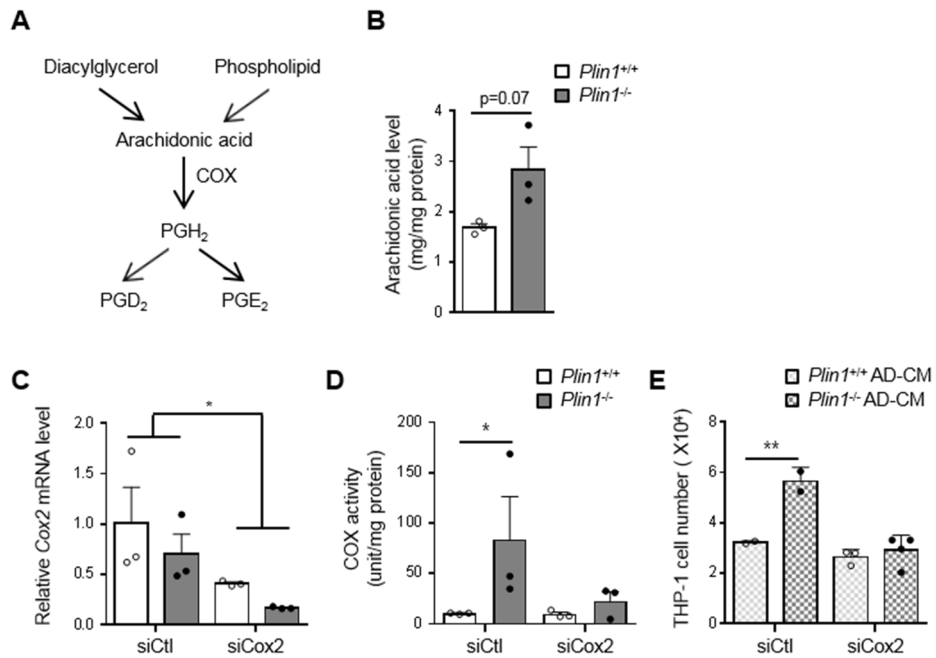 A
Diacylglycerol Phospholipid
Arachidonic acid
COX
PGH2
PGD2 PGE2
B
Plin1+/+
Plin1-/-
p=0.07
Arachidonic acid level
(mg/mg protein)
4
3
2
1
0
C
Relative Cox2 mRNA level
2.0
1.5
1.0
0.5
0.0
*
siCtl siCox2
D
Plin1+/+
Plin1-/-
COX activity
(unit/mg protein)
200
150
100
50
0
*
siCtl siCox2
E
Plin1+/+ AD-CM
Plin1-/- AD-CM
THP-1 cell number ( X10⁴)
8
6
4
2
0
**
siCtl siCox2